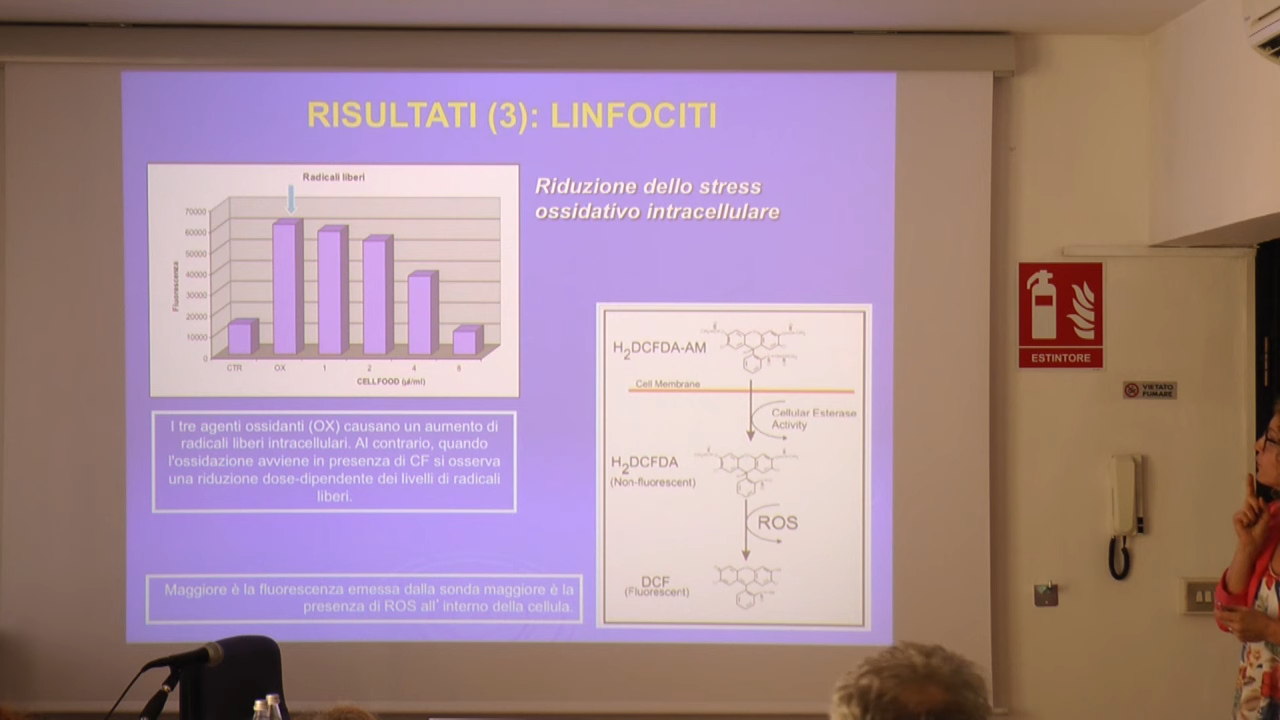 RISULTATI (3): LINFOCITI
Radicali liberi
70000
60000
50000
40000
30000
20000
10000
0
Fluorescenza
CTR OX 1 2 4 6
CELLFOOD (µl/ml)
Riduzione dello stress
ossidativo intracellulare
I tre agenti ossidanti (OX) causano un aumento di
radicali liberi intracellulari. Al contrario, quando
l'ossidazione avviene in presenza di CF si osserva
una riduzione dose-dipendente dei livelli di radicali
liberi.
Maggiore è la fluorescenza emessa dalla sonda maggiore è la
presenza di ROS all' interno della cellula.
H2DCFDA-AM
Cell Membrane
Cellular Esterase
Activity
H2DCFDA
(Non-fluorescent)
ROS
DCF
(Fluorescent)
ESTINTORE
VIETATO
FUMARE